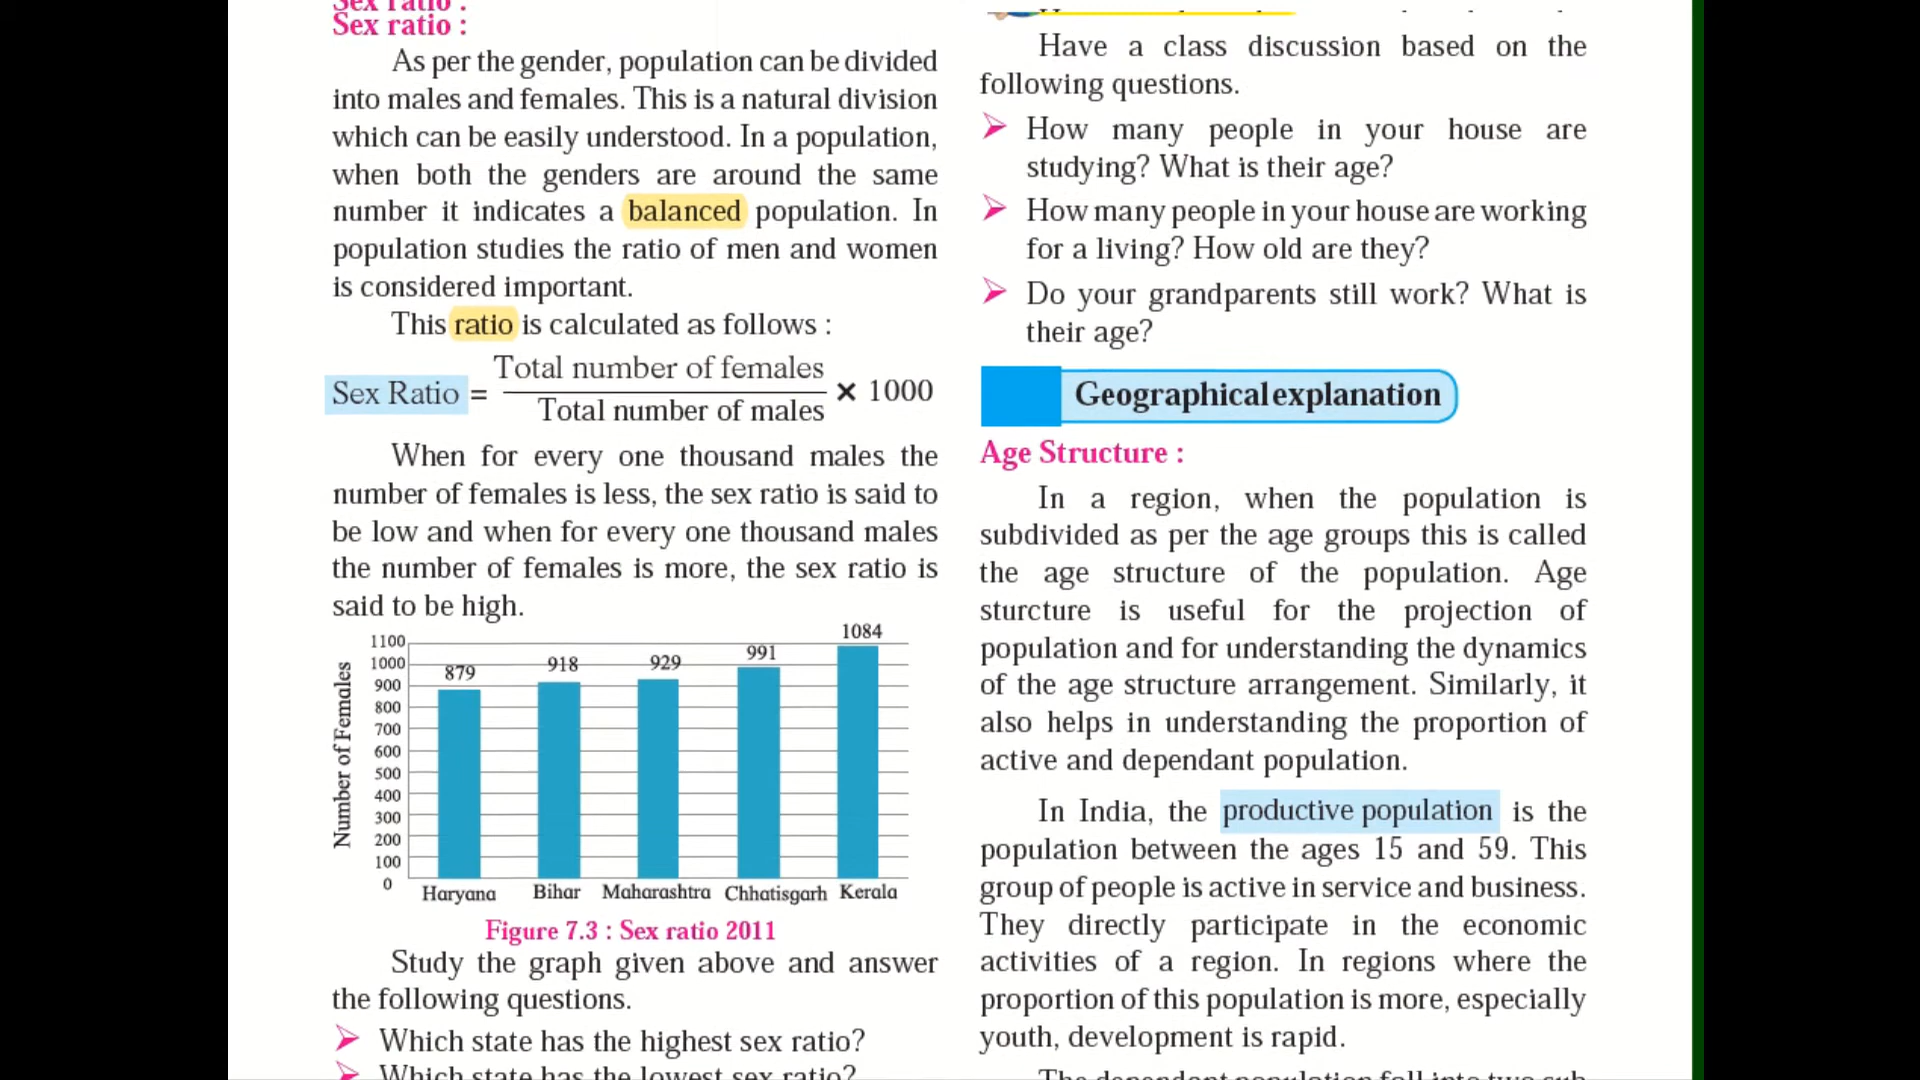 Sex ratio :
Sex ratio :
As per the gender, population can be divided
into males and females. This is a natural division
which can be easily understood. In a population,
when both the genders are around the same
number it indicates a balanced population. In
population studies the ratio of men and women
is considered important.
This ratio is calculated as follows :
Sex Ratio = Total number of females
Total number of males × 1000
When for every one thousand males the
number of females is less, the sex ratio is said to
be low and when for every one thousand males
the number of females is more, the sex ratio is
said to be high.
Number of Females
1100
1000
900
800
700
600
500
400
300
200
100
0
879
918
929
991
1084
Haryana
Bihar
Maharashtra
Chhatisgarh
Kerala
Figure 7.3 : Sex ratio 2011
Study the graph given above and answer
the following questions.
➢ Which state has the highest sex ratio?
➢ Which state has the lowest sex ratio?
Have a class discussion based on the
following questions.
➢ How many people in your house are
studying? What is their age?
➢ How many people in your house are working
for a living? How old are they?
➢ Do your grandparents still work? What is
their age?
Geographical explanation
Age Structure :
In a region, when the population is
subdivided as per the age groups this is called
the age structure of the population. Age
sturcture is useful for the projection of
population and for understanding the dynamics
of the age structure arrangement. Similarly, it
also helps in understanding the proportion of
active and dependant population.
In India, the productive population is the
population between the ages 15 and 59. This
group of people is active in service and business.
They directly participate in the economic
activities of a region. In regions where the
proportion of this population is more, especially
youth, development is rapid.
The dependant population fall into two sub